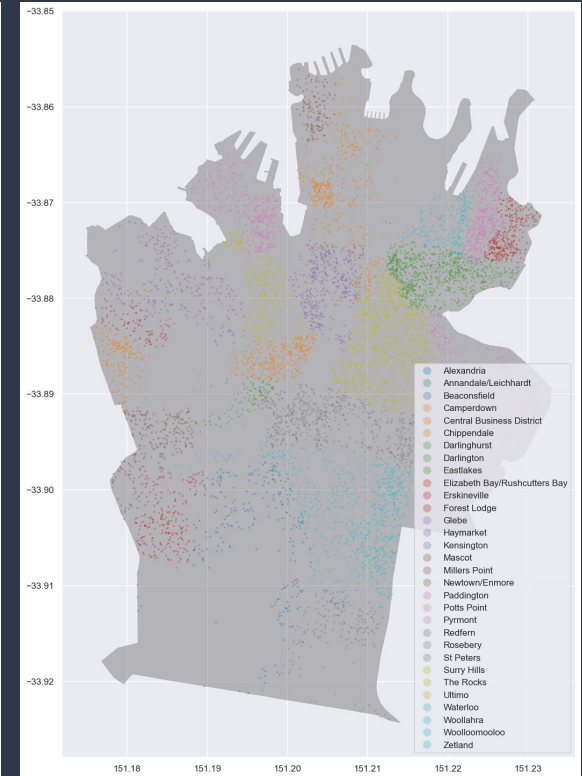 −33.85
−33.86
−33.87
−33.88
−33.89
−33.90
−33.91
−33.92
Alexandria
Annandale/Leichhardt
Beaconsfield
Camperdown
Central Business District
Chippendale
Darlinghurst
Darlington
Eastlakes
Elizabeth Bay/Rushcutters Bay
Erskineville
Forest Lodge
Glebe
Haymarket
Kensington
Mascot
Millers Point
Newtown/Enmore
Paddington
Potts Point
Pyrmont
Redfern
Rosebery
St Peters
Surry Hills
The Rocks
Ultimo
Waterloo
Woollahra
Woolloomooloo
Zetland
151.18 151.19 151.20 151.21 151.22 151.23